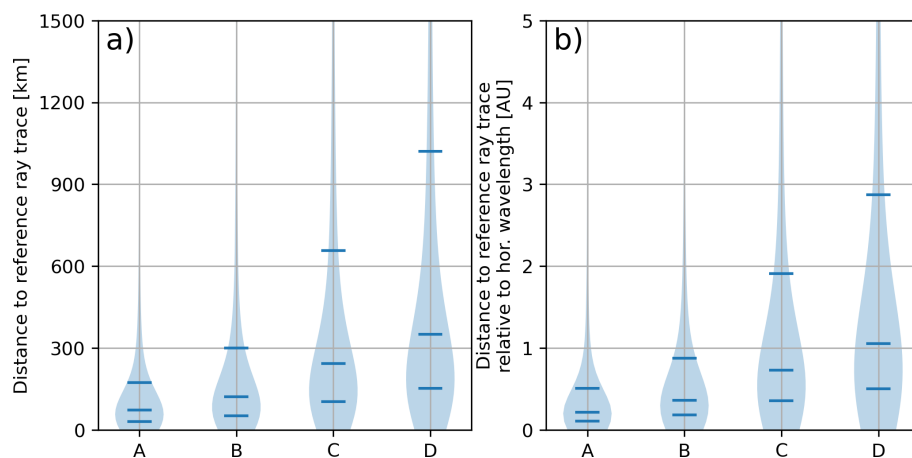 a)
Distance to reference ray trace [km]
1500
1200
900
600
300
0
A B C D
b)
Distance to reference ray trace
relative to hor. wavelength [AU]
5
4
3
2
1
0
A B C D